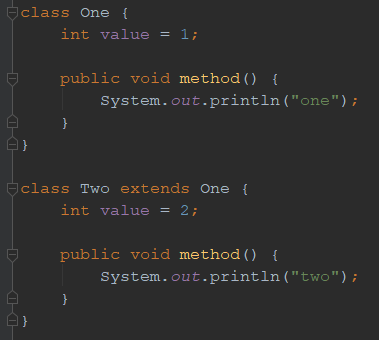 class One {
int value = 1;
public void method() {
System.out.println("one");
}
}
class Two extends One {
int value = 2;
public void method() {
System.out.println("two");
}
}